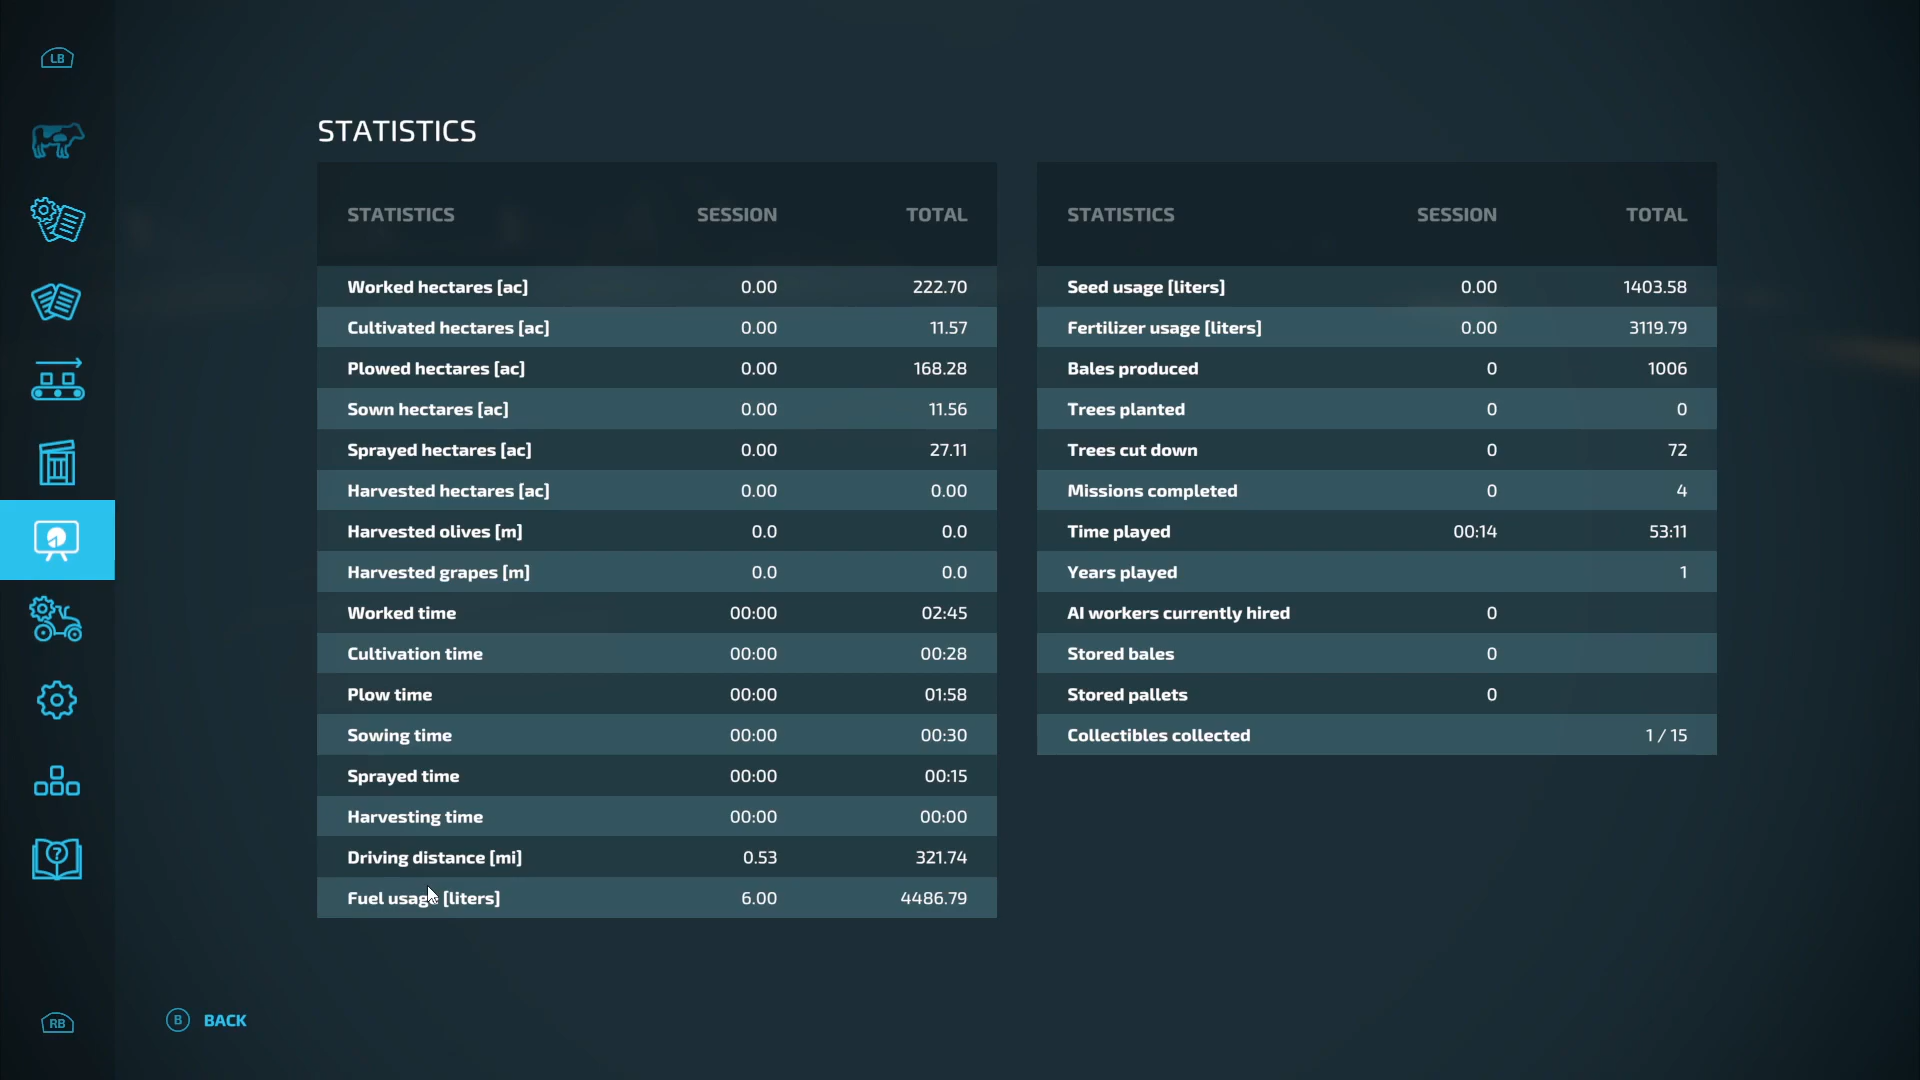 LB
STATISTICS
STATISTICS SESSION TOTAL
Worked hectares [ac] 0.00 222.70
Cultivated hectares [ac] 0.00 11.57
Plowed hectares [ac] 0.00 168.28
Sown hectares [ac] 0.00 11.56
Sprayed hectares [ac] 0.00 27.11
Harvested hectares [ac] 0.00 0.00
Harvested olives [m] 0.0 0.0
Harvested grapes [m] 0.0 0.0
Worked time 00:00 02:45
Cultivation time 00:00 00:28
Plow time 00:00 01:58
Sowing time 00:00 00:30
Sprayed time 00:00 00:15
Harvesting time 00:00 00:00
Driving distance [mi] 0.53 321.74
Fuel usage [liters] 6.00 4486.79
STATISTICS SESSION TOTAL
Seed usage [liters] 0.00 1403.58
Fertilizer usage [liters] 0.00 3119.79
Bales produced 0 1006
Trees planted 0 0
Trees cut down 0 72
Missions completed 0 4
Time played 00:14 53:11
Years played 1
AI workers currently hired 0
Stored bales 0
Stored pallets 0
Collectibles collected 1 / 15
RB
B BACK